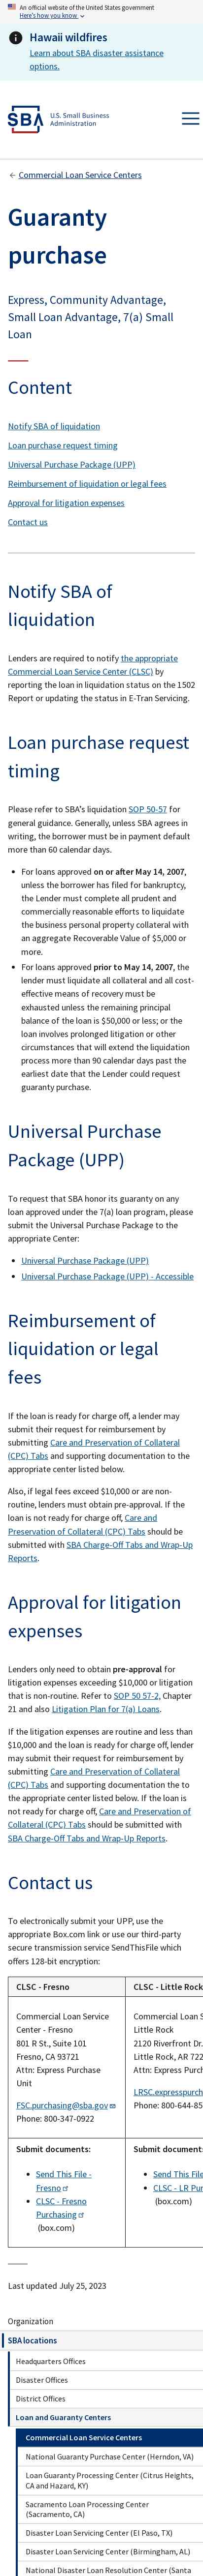 An official website of the United States government
Here's how you know
Hawaii wildfires
Learn about SBA disaster assistance
options.
SBA
U.S. Small Business
Administration
Commercial Loan Service Centers
Guaranty
purchase
Express, Community Advantage,
Small Loan Advantage, 7(a) Small
Loan
Content
Notify SBA of liquidation
Loan purchase request timing
Universal Purchase Package (UPP)
Reimbursement of liquidation or legal fees
Approval for litigation expenses
Contact us
Notify SBA of
liquidation
Lenders are required to notify the appropriate
Commercial Loan Service Center (CLSC) by
reporting the loan in liquidation status on the 1502
Report or updating the status in E-Tran Servicing.
Loan purchase request
timing
Please refer to SBA's liquidation SOP 50-57 for
general guidance. Generally, unless SBA agrees in
writing, the borrower must be in payment default
more than 60 calendar days.
For loans approved on or after May 14, 2007,
unless the borrower has filed for bankruptcy,
the Lender must complete all prudent and
commercially reasonable efforts to liquidate
the business personal property collateral with
an aggregate Recoverable Value of $5,000 or
more.
For loans approved prior to May 14, 2007, the
lender must liquidate all collateral and all cost-
effective means of recovery must be
exhausted unless the remaining principal
balance of the loan is $50,000 or less; or the
loan involves prolonged litigation or other
circumstances that will extend the liquidation
process more than 90 calendar days past the
earliest date that the Lender could request
guaranty purchase.
Universal Purchase
Package (UPP)
To request that SBA honor its guaranty on any
loan approved under the 7(a) loan program, please
submit the Universal Purchase Package to the
appropriate Center:
Universal Purchase Package (UPP)
Universal Purchase Package (UPP) - Accessible
Reimbursement of
liquidation or legal
fees
If the loan is ready for charge off, a lender may
submit their request for reimbursement by
submitting Care and Preservation of Collateral
(CPC) Tabs and supporting documentation to the
appropriate center listed below.
Also, if legal fees exceed $10,000 or are non-
routine, lenders must obtain pre-approval. If the
loan is not ready for charge off, Care and
Preservation of Collateral (CPC) Tabs should be
submitted with SBA Charge-Off Tabs and Wrap-Up
Reports.
Approval for litigation
expenses
Lenders only need to obtain pre-approval for
litigation expenses exceeding $10,000 or litigation
that is non-routine. Refer to SOP 50 57-2, Chapter
21 and also Litigation Plan for 7(a) Loans.
If the litigation expenses are routine and less than
$10,000 and the loan is ready for charge off, lender
may submit their request for reimbursement by
submitting Care and Preservation of Collateral
(CPC) Tabs and supporting documentation to the
appropriate center listed below. If the loan is
not ready for charge off, Care and Preservation of
Collateral (CPC) Tabs should be submitted with
SBA Charge-Off Tabs and Wrap-Up Reports.
Contact us
To electronically submit your UPP, use the
appropriate Box.com link or use our third-party
secure transmission service SendThisFile which
offers 128-bit encryption:
CLSC - Fresno
CLSC - Little Rock
Commercial Loan Service
Center - Fresno
801 R St., Suite 101
Fresno, CA 93721
Attn: Express Purchase
Unit
Commercial Loan S
Little Rock
2120 Riverfront Dr.
Little Rock, AR 722
Attn: Express Purch
FSC.purchasing@sba.gov
Phone: 800-347-0922
LRSC.expresspurch
Phone: 800-644-85
Submit documents:
Send This File -
Fresno
CLSC - Fresno
Purchasing
(box.com)
Submit documents
Send This File
CLSC - LR Pur
(box.com)
Last updated July 25, 2023
Organization
SBA locations
Headquarters Offices
Disaster Offices
District Offices
Loan and Guaranty Centers
Commercial Loan Service Centers
National Guaranty Purchase Center (Herndon, VA)
Loan Guaranty Processing Center (Citrus Heights,
CA and Hazard, KY)
Sacramento Loan Processing Center
(Sacramento, CA)
Disaster Loan Servicing Center (El Paso, TX)
Disaster Loan Servicing Center (Birmingham, AL)
National Disaster Loan Resolution Center (Santa